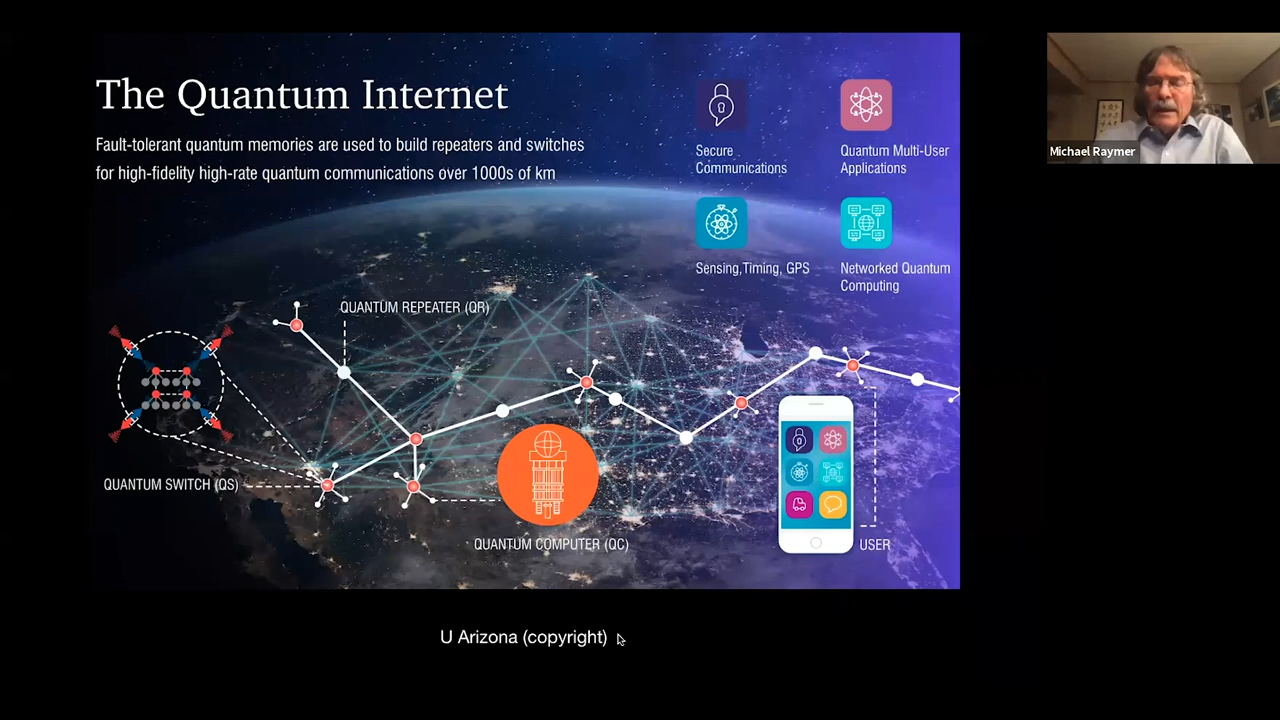 The Quantum Internet
Fault-tolerant quantum memories are used to build repeaters and switches
for high-fidelity high-rate quantum communications over 1000s of km
Secure
Communications
Quantum Multi-User
Applications
Sensing,Timing, GPS
Networked Quantum
Computing
QUANTUM REPEATER (QR)
QUANTUM SWITCH (QS)
QUANTUM COMPUTER (QC)
USER
U Arizona (copyright)
Michael Raymer